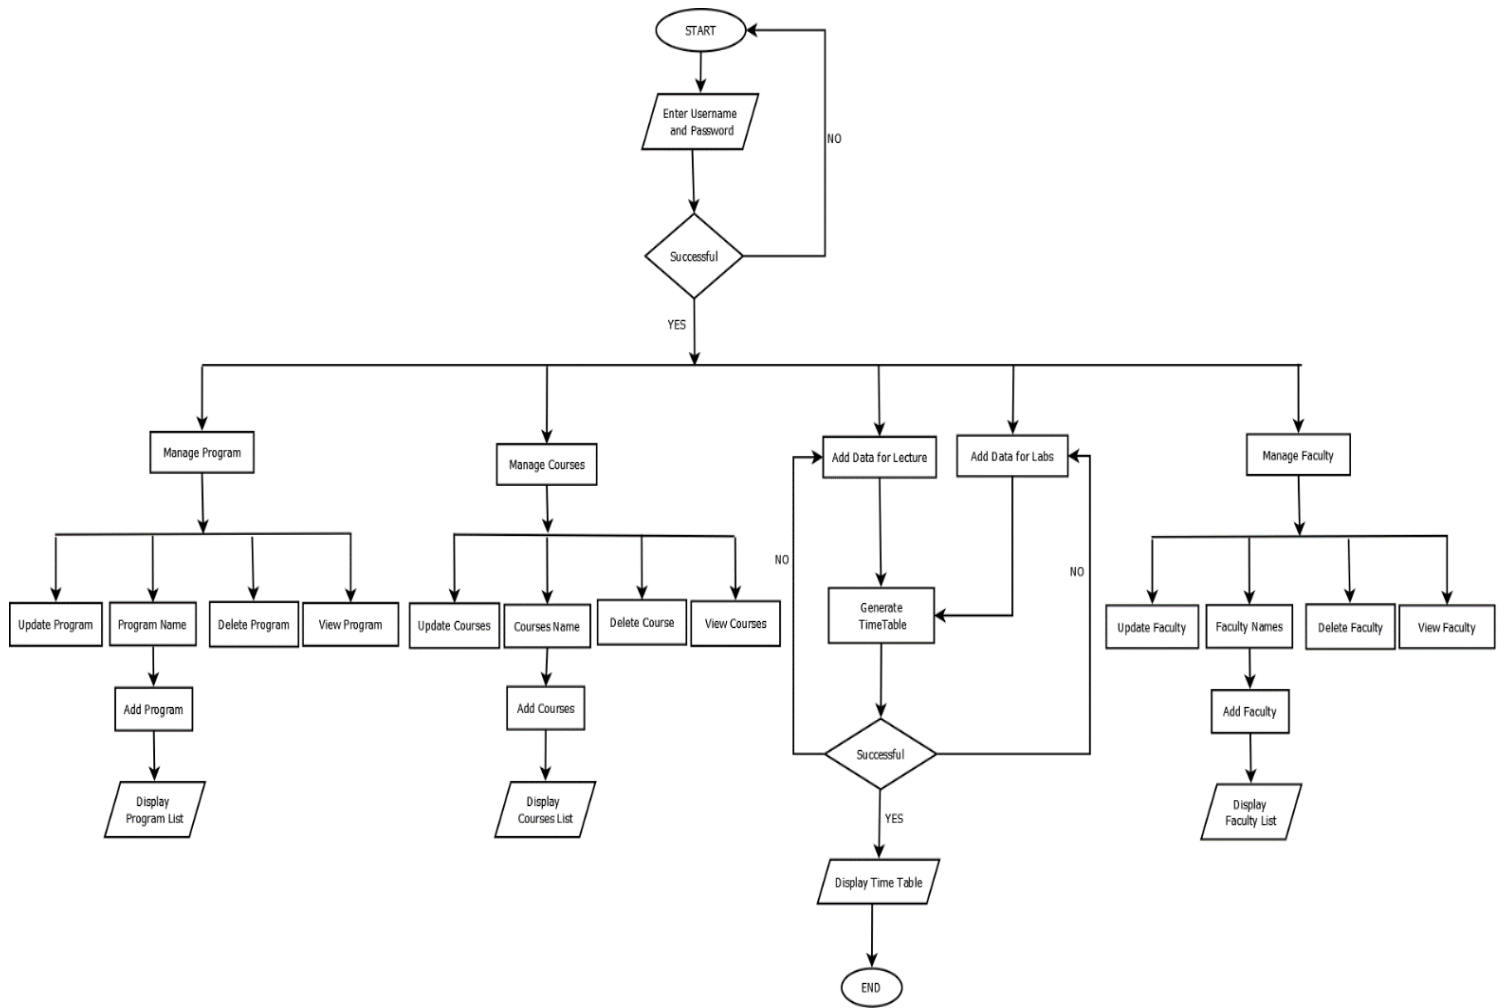 START
Enter Username
and Password
NO
Successful
YES
Manage Program
Manage Courses
Add Data for Lecture
Add Data for Labs
Manage Faculty
NO
NO
Update Program
Program Name
Delete Program
View Program
Update Courses
Courses Name
Delete Course
View Courses
Generate
TimeTable
Update Faculty
Faculty Names
Delete Faculty
View Faculty
Add Program
Add Courses
Add Faculty
Successful
Display
Program List
Display
Courses List
Display
Faculty List
YES
Display Time Table
END